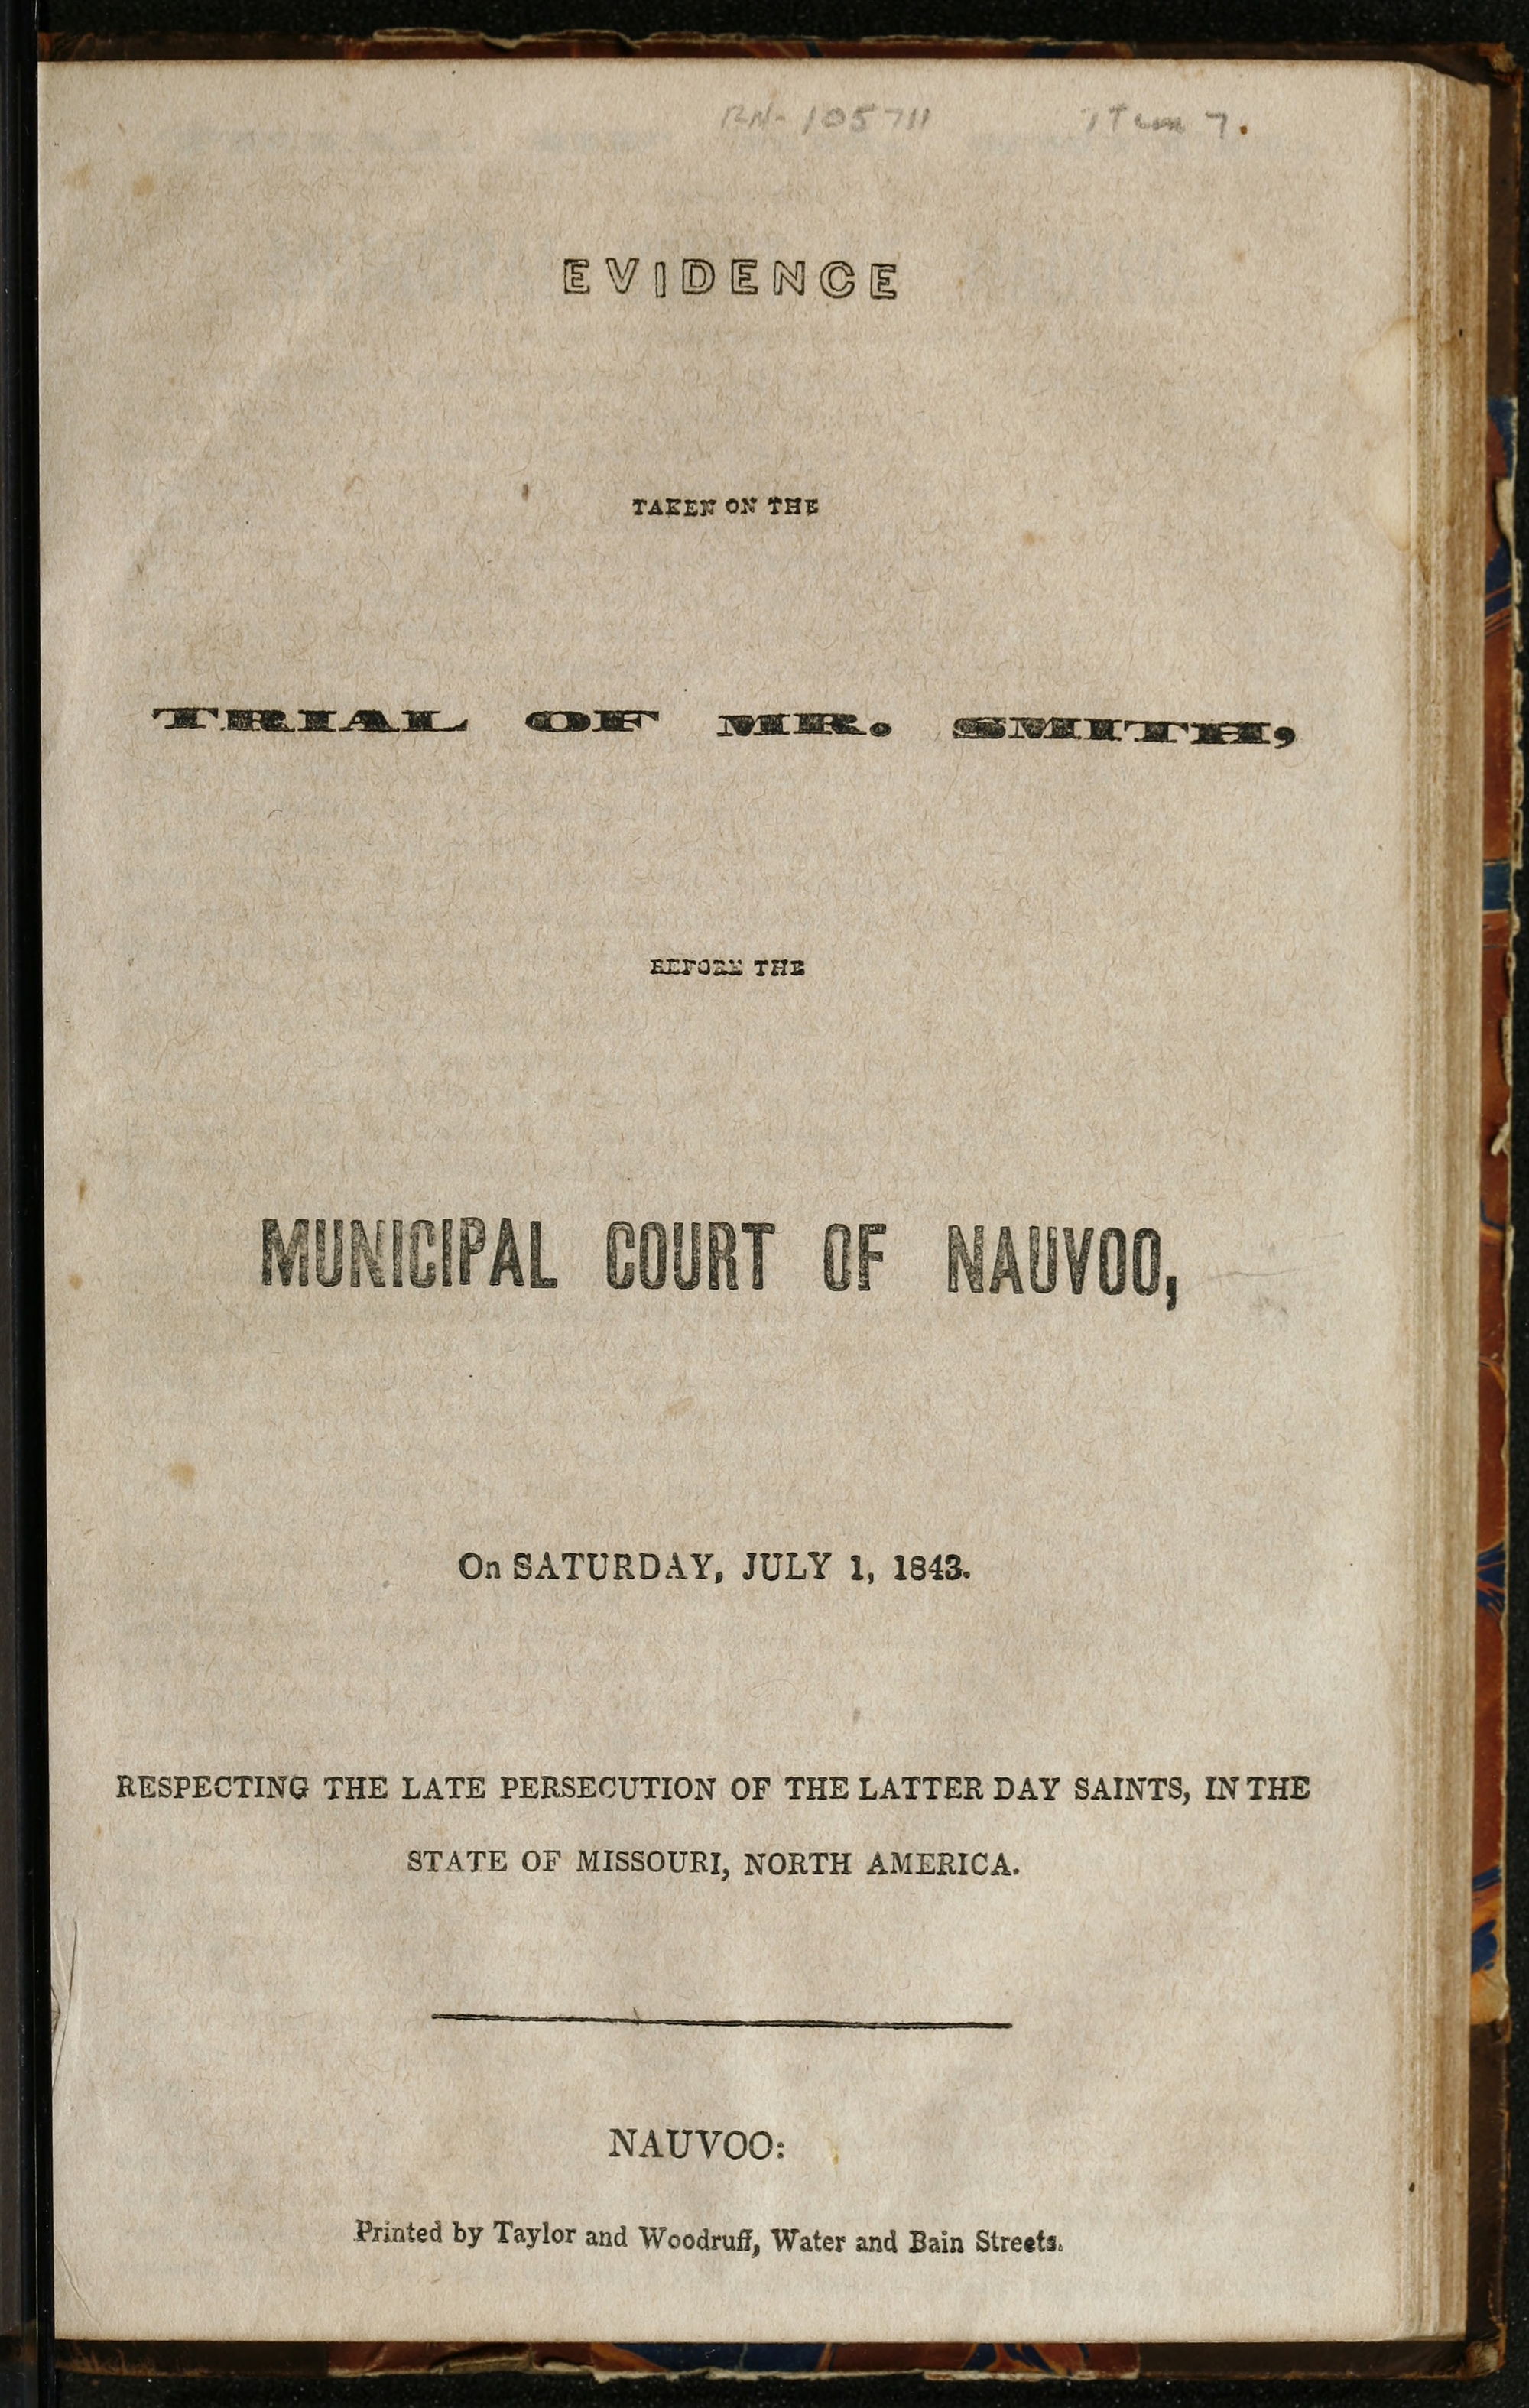 RN- 105711 Item 7.
EVIDENCE
TAKEN ON THE
TRIAL OF MR. SMITH,
BEFORE THE
MUNICIPAL COURT OF NAUVOO,
On SATURDAY, JULY 1, 1843.
RESPECTING THE LATE PERSECUTION OF THE LATTER DAY SAINTS, IN THE
STATE OF MISSOURI, NORTH AMERICA.
NAUVOO:
Printed by Taylor and Woodruff, Water and Bain Streets.